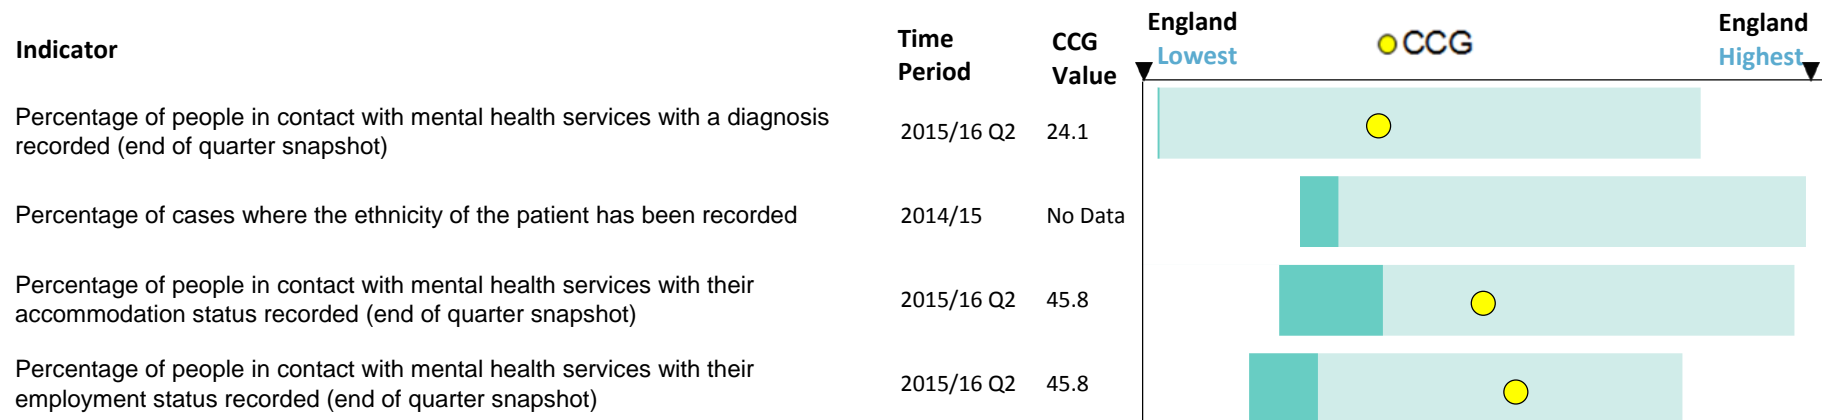 Indicator
Time Period
CCG Value
England Lowest
CCG
England Highest
Percentage of people in contact with mental health services with a diagnosis
recorded (end of quarter snapshot)
2015/16 Q2
24.1
Percentage of cases where the ethnicity of the patient has been recorded
2014/15
No Data
Percentage of people in contact with mental health services with their
accommodation status recorded (end of quarter snapshot)
2015/16 Q2
45.8
Percentage of people in contact with mental health services with their
employment status recorded (end of quarter snapshot)
2015/16 Q2
45.8